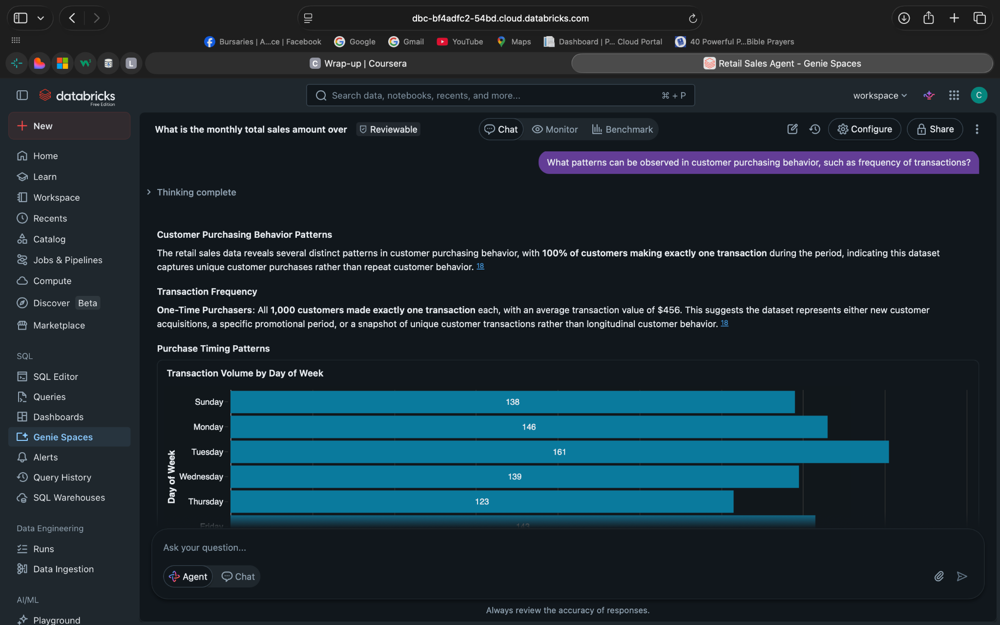 dbc-bf4adfc2-54bd.cloud.databricks.com
Bursaries | A...ce | Facebook
Google
Gmail
YouTube
Maps
Dashboard | P... Cloud Portal
40 Powerful P...Bible Prayers
L
C Wrap-up | Coursera
Retail Sales Agent - Genie Spaces
databricks
Free Edition
Search data, notebooks, recents, and more...
⌘ + P
workspace
C
New
Home
Learn
Workspace
Recents
Catalog
Jobs & Pipelines
Compute
Discover Beta
Marketplace
SQL
SQL Editor
Queries
Dashboards
Genie Spaces
Alerts
Query History
SQL Warehouses
Data Engineering
Runs
Data Ingestion
AI/ML
Playground
What is the monthly total sales amount over
Reviewable
Chat
Monitor
Benchmark
Configure
Share
What patterns can be observed in customer purchasing behavior, such as frequency of transactions?
Thinking complete
Customer Purchasing Behavior Patterns
The retail sales data reveals several distinct patterns in customer purchasing behavior, with 100% of customers making exactly one transaction during the period, indicating this dataset
captures unique customer purchases rather than repeat customer behavior. 18
Transaction Frequency
One-Time Purchasers: All 1,000 customers made exactly one transaction each, with an average transaction value of $456. This suggests the dataset represents either new customer
acquisitions, a specific promotional period, or a snapshot of unique customer transactions rather than longitudinal customer behavior. 18
Purchase Timing Patterns
Transaction Volume by Day of Week
Day of Week
Sunday 138
Monday 146
Tuesday 161
Wednesday 139
Thursday 123
Friday 143
Ask your question...
Agent
Chat
Always review the accuracy of responses.